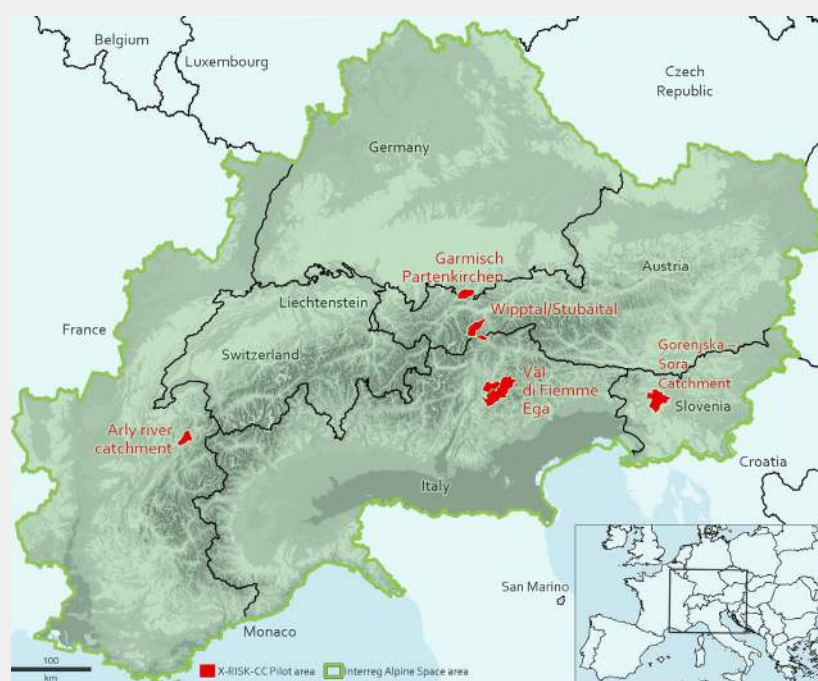 Belgium
Luxembourg
Czech
Republic
Germany
Garmisch
Partenkirchen
Austria
Liechtenstein
Wipptal/Stubaital
France
Switzerland
Gorenjska –
Sora
Catchment
Val
di Fiemme
Ega
Slovenia
Arly river
catchment
Croatia
Italy
San Marino
Monaco
100
km
X-RISK-CC Pilot area
Interreg Alpine Space area